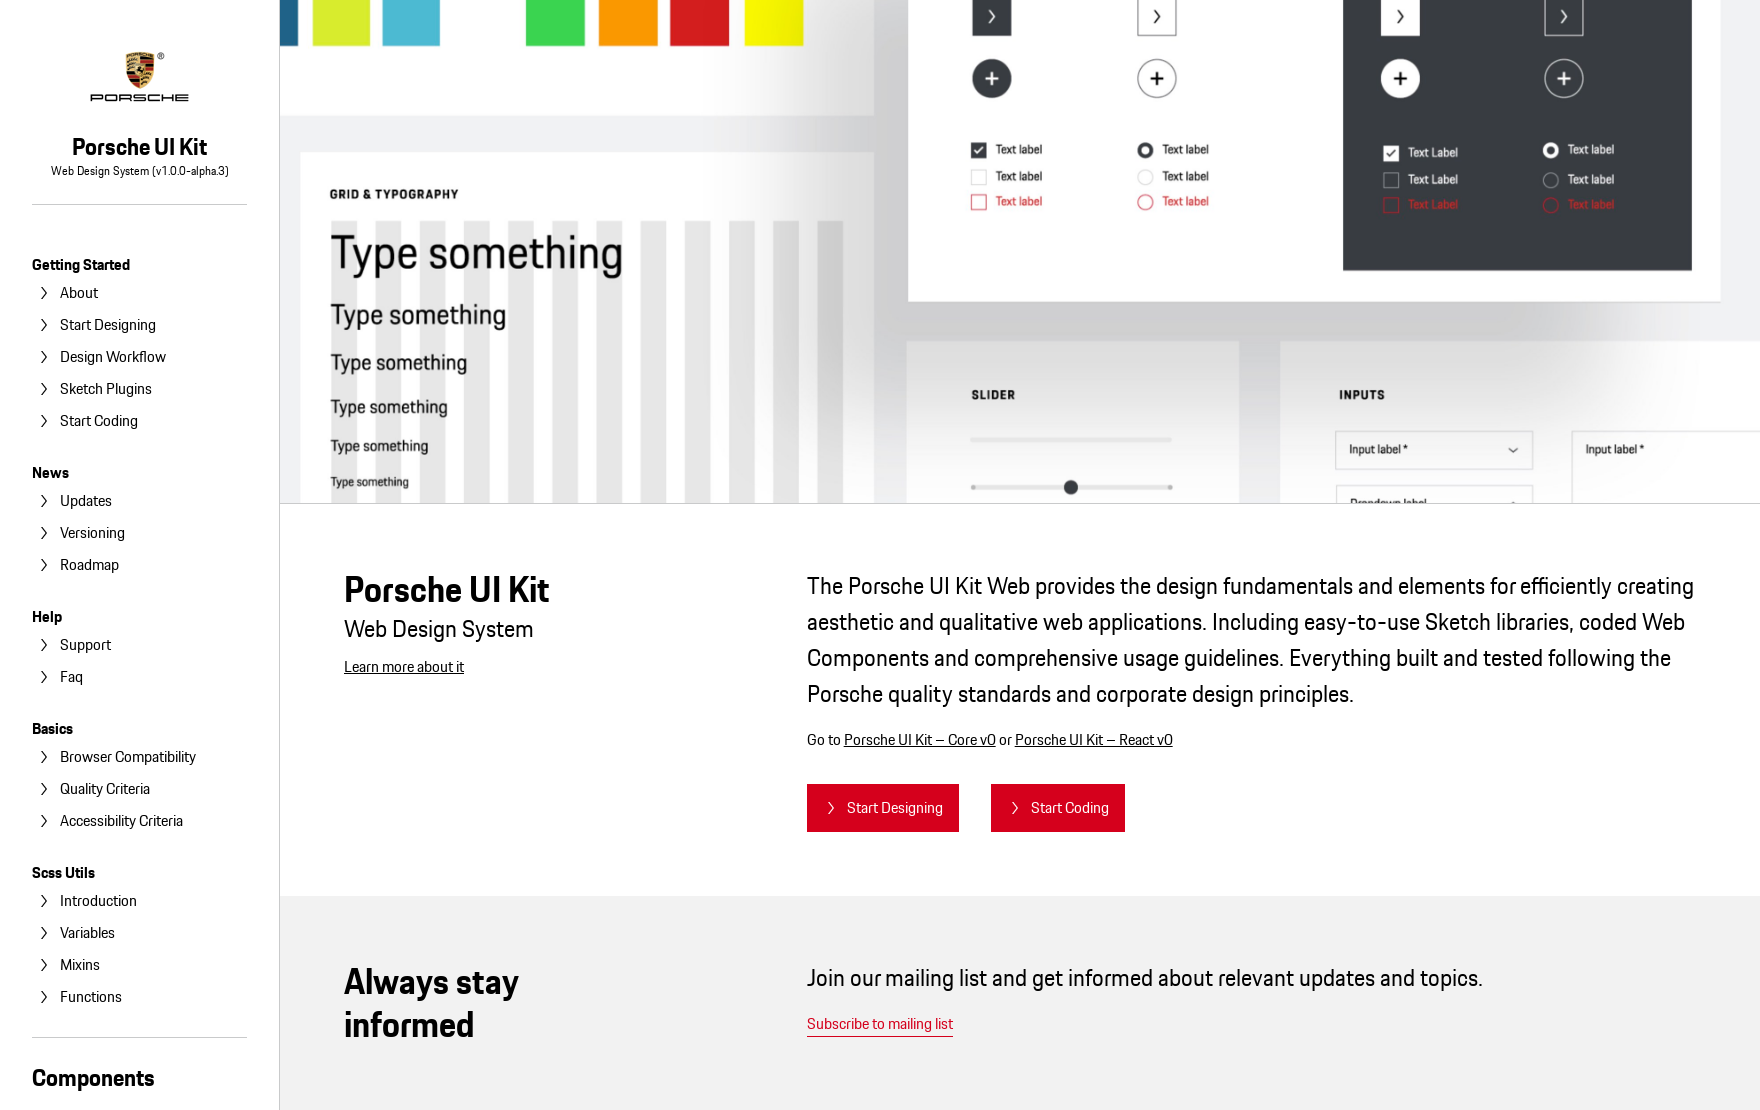 PORSCHE
®
Porsche UI Kit
Web Design System (v1.0.0-alpha.3)
Getting Started
About
Start Designing
Design Workflow
Sketch Plugins
Start Coding
News
Updates
Versioning
Roadmap
Help
Support
Faq
Basics
Browser Compatibility
Quality Criteria
Accessibility Criteria
Scss Utils
Introduction
Variables
Mixins
Functions
Components
GRID & TYPOGRAPHY
Type something
Type something
Type something
Type something
Type something
Type something
Text label
Text label
Text label
Text label
Text label
Text label
Text Label
Text Label
Text Label
Text label
Text label
Text label
SLIDER
INPUTS
Input label *
Input label *
Dropdown label
Porsche UI Kit
Web Design System
Learn more about it
The Porsche UI Kit Web provides the design fundamentals and elements for efficiently creating
aesthetic and qualitative web applications. Including easy-to-use Sketch libraries, coded Web
Components and comprehensive usage guidelines. Everything built and tested following the
Porsche quality standards and corporate design principles.
Go to Porsche UI Kit – Core v0 or Porsche UI Kit – React v0
Start Designing
Start Coding
Always stay
informed
Join our mailing list and get informed about relevant updates and topics.
Subscribe to mailing list